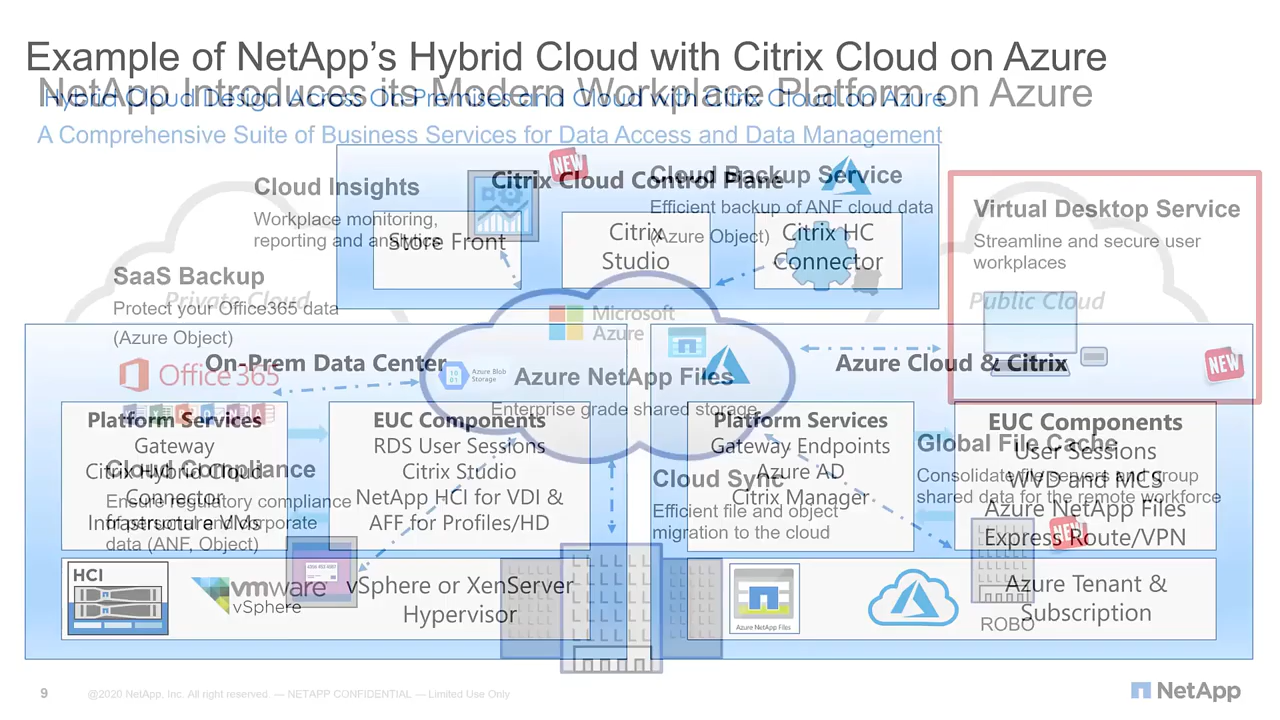 Example of NetApp's Hybrid Cloud with Citrix Cloud on Azure
NetApp Introduces its Modern Workplace Platform on Azure
Hybrid Cloud Design Across On-Premises and Cloud with Citrix Cloud on Azure
A Comprehensive Suite of Business Services for Data Access and Data Management
NEW
Citrix Cloud Control Plane
Store Front
Citrix
Studio
Citrix HC
Connector
Cloud Insights
Workplace monitoring,
reporting and analytics
Cloud Backup Service
Efficient backup of ANF cloud data
(Azure Object)
Virtual Desktop Service
Streamline and secure user
workplaces
NEW
SaaS Backup
Protect your Office365 data
(Azure Object)
Office 365
Private Cloud
Public Cloud
Microsoft
Azure
Azure Blob
Storage
Azure NetApp Files
Enterprise grade shared storage
On-Prem Data Center
Platform Services
Gateway
Citrix Hybrid Cloud
Connector
Infrastructure VMs
EUC Components
RDS User Sessions
Citrix Studio
NetApp HCI for VDI &
AFF for Profiles/HD
Azure Cloud & Citrix
Platform Services
Gateway Endpoints
Azure AD
Citrix Manager
EUC Components
User Sessions
WVD and MCS
Azure NetApp Files
Express Route/VPN
Cloud Compliance
Ensure regulatory compliance
data (ANF, Object)
Cloud Sync
Efficient file and object
migration to the cloud
Global File Cache
Consolidate file servers and group
shared data for the remote workforce
NEW
ROBO
HCI
vmware
vSphere
vSphere or XenServer
Hypervisor
Azure NetApp Files
Azure Tenant &
Subscription
9
@2020 NetApp, Inc. All right reserved. — NETAPP CONFIDENTIAL — Limited Use Only
NetApp